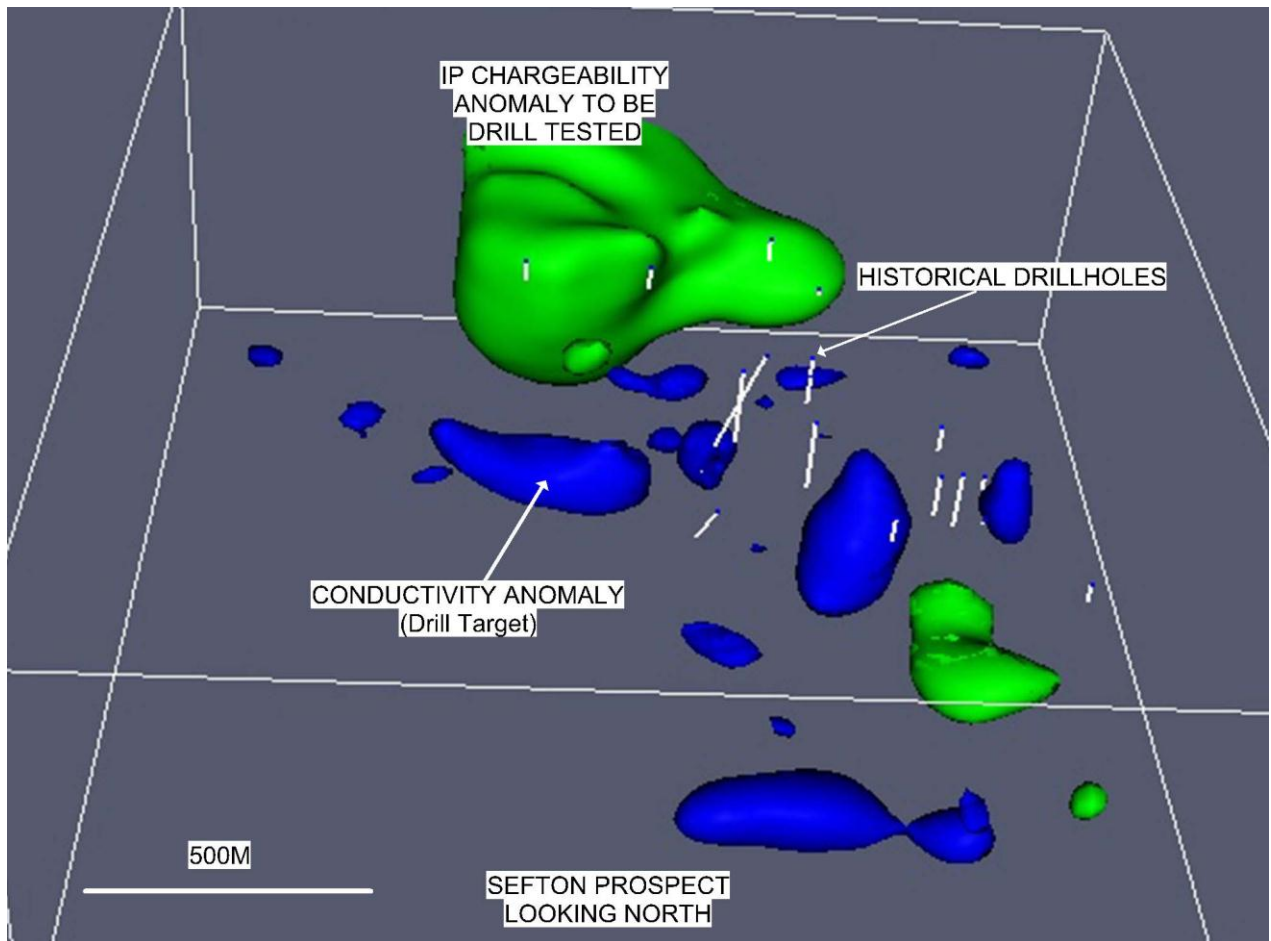 IP CHARGEABILITY
ANOMALY TO BE
DRILL TESTED
HISTORICAL DRILLHOLES
CONDUCTIVITY ANOMALY
(Drill Target)
500M
SEFTON PROSPECT
LOOKING NORTH